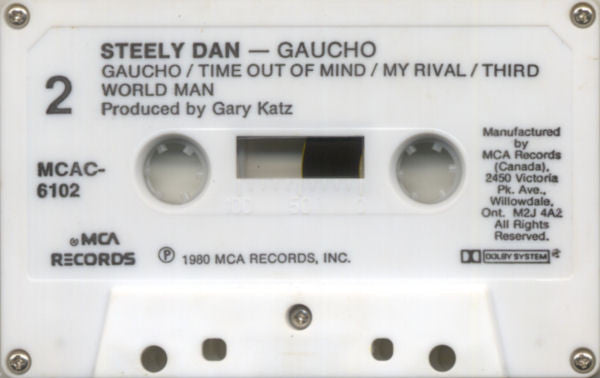 STEELY DAN — GAUCHO
GAUCHO / TIME OUT OF MIND / MY RIVAL / THIRD
WORLD MAN
Produced by Gary Katz
2
MCAC-
6102
Manufactured
by
MCA Records
(Canada),
2450 Victoria
Pk. Ave.,
Willowdale,
Ont. M2J 4A2
All Rights
Reserved.
100 50 0
MCA
RECORDS
℗ 1980 MCA RECORDS, INC.
DOLBY SYSTEM